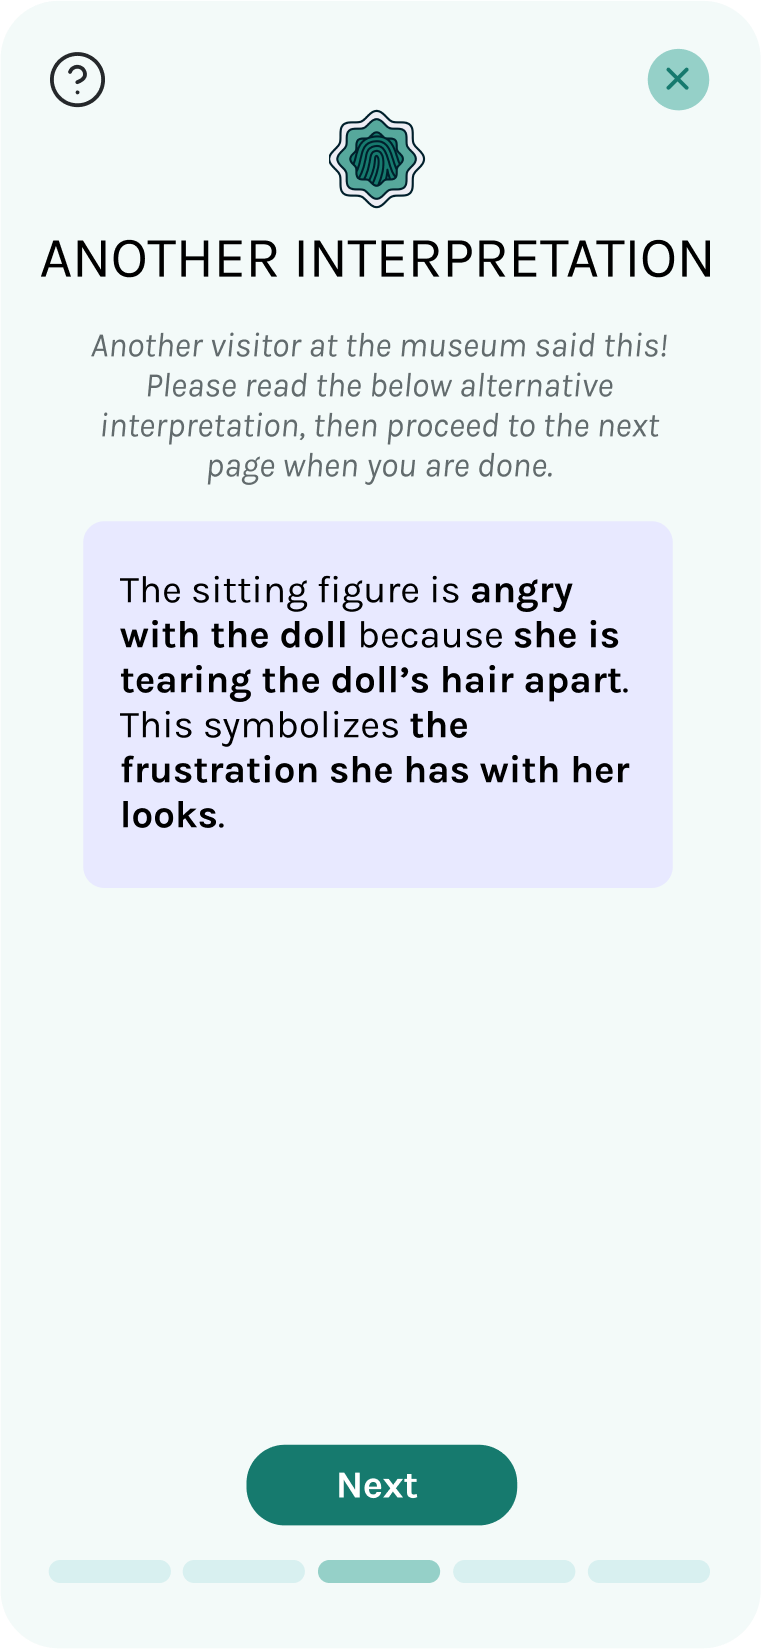 ANOTHER INTERPRETATION
Another visitor at the museum said this!
Please read the below alternative
interpretation, then proceed to the next
page when you are done.
The sitting figure is angry
with the doll because she is
tearing the doll’s hair apart.
This symbolizes the
frustration she has with her
looks.
Next